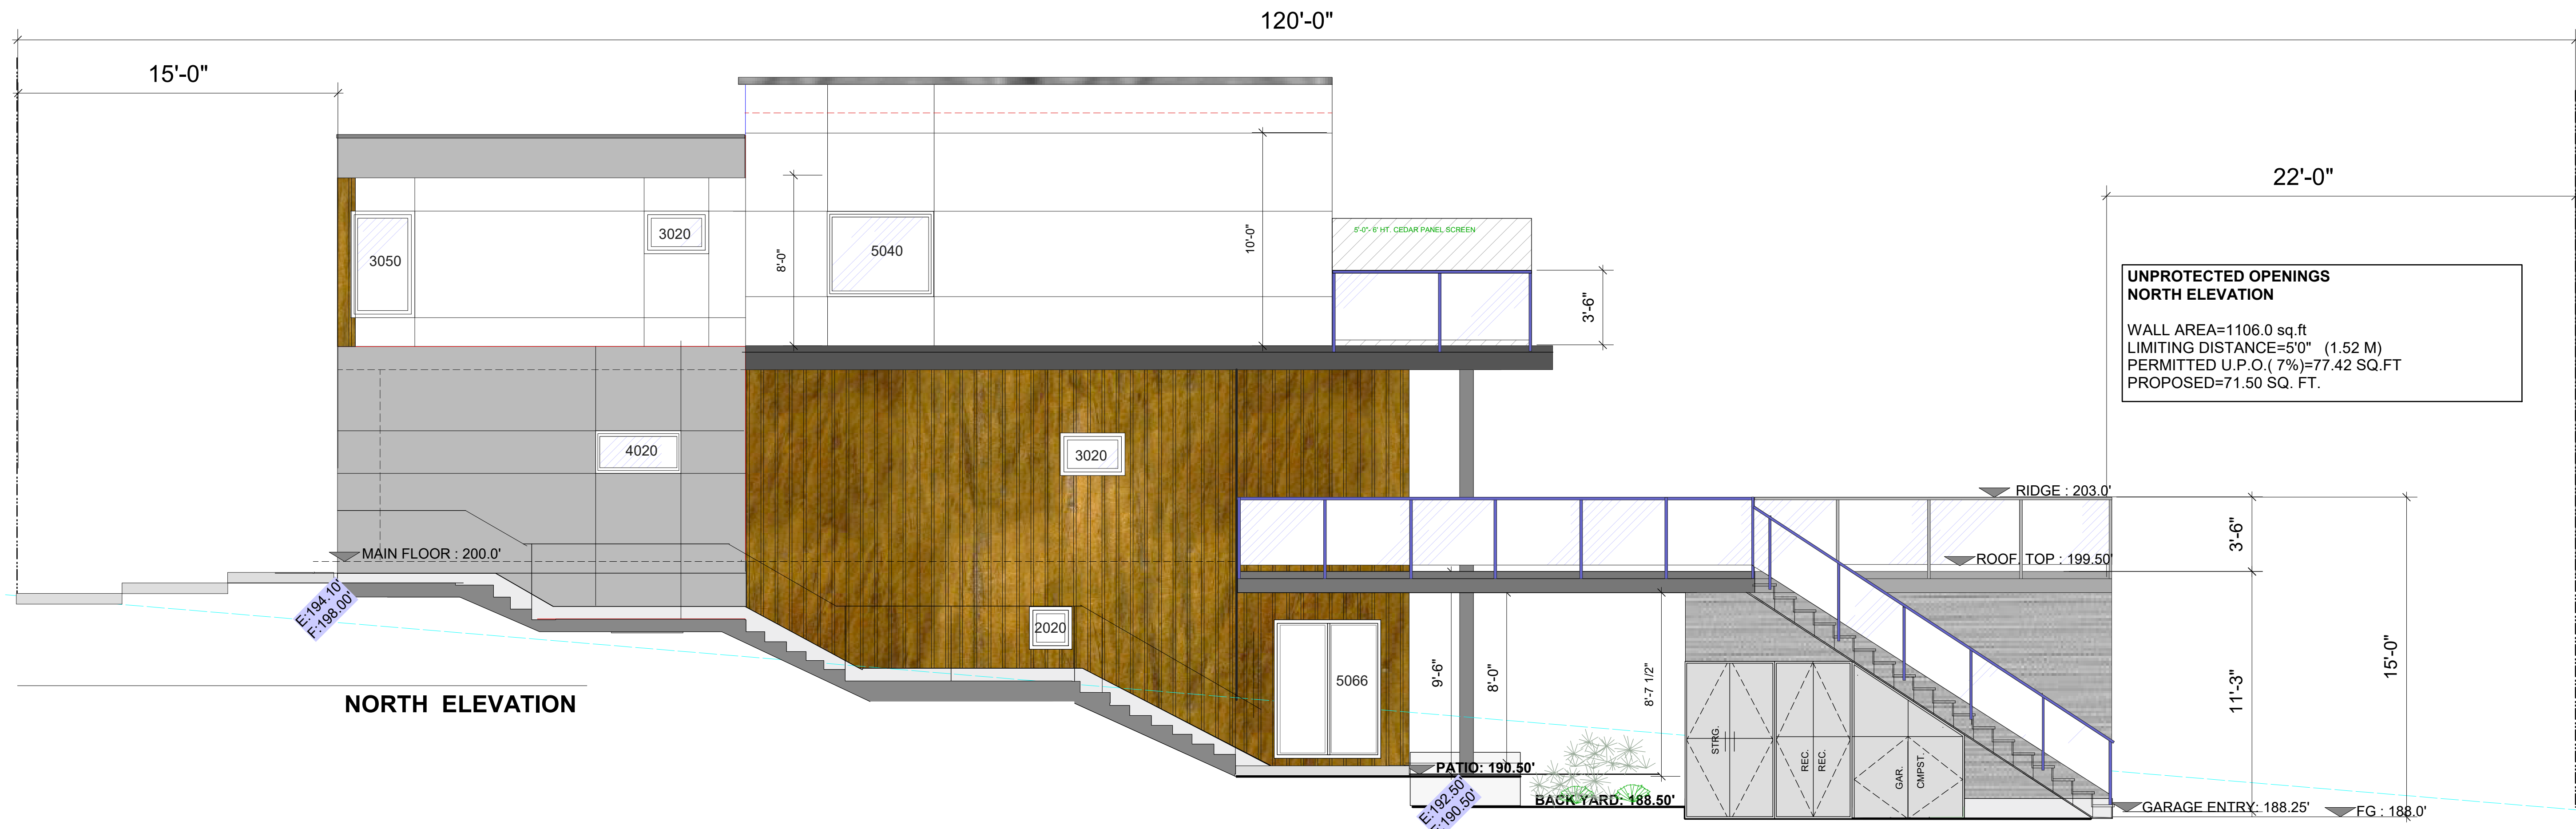 120'-0"
15'-0"
22'-0"
5'-0"- 6' HT. CEDAR PANEL SCREEN
3050
3020
5040
8'-0"
10'-0"
3'-6"
UNPROTECTED OPENINGS
NORTH ELEVATION
WALL AREA=1106.0 sq.ft
LIMITING DISTANCE=5'0" (1.52 M)
PERMITTED U.P.O.( 7%)=77.42 SQ.FT
PROPOSED=71.50 SQ. FT.
4020
3020
RIDGE : 203.0'
3'-6"
MAIN FLOOR : 200.0'
ROOF. TOP : 199.50'
E:194.10'
F:198.00'
2020
5066
9'-6"
8'-0"
8'-7 1/2"
11'-3"
15'-0"
NORTH ELEVATION
STRG.
REC.
REC.
GAR.
CMPST.
PATIO: 190.50'
E:192.50'
F:190.50'
BACK YARD: 188.50'
GARAGE ENTRY: 188.25'
FG : 188.0'